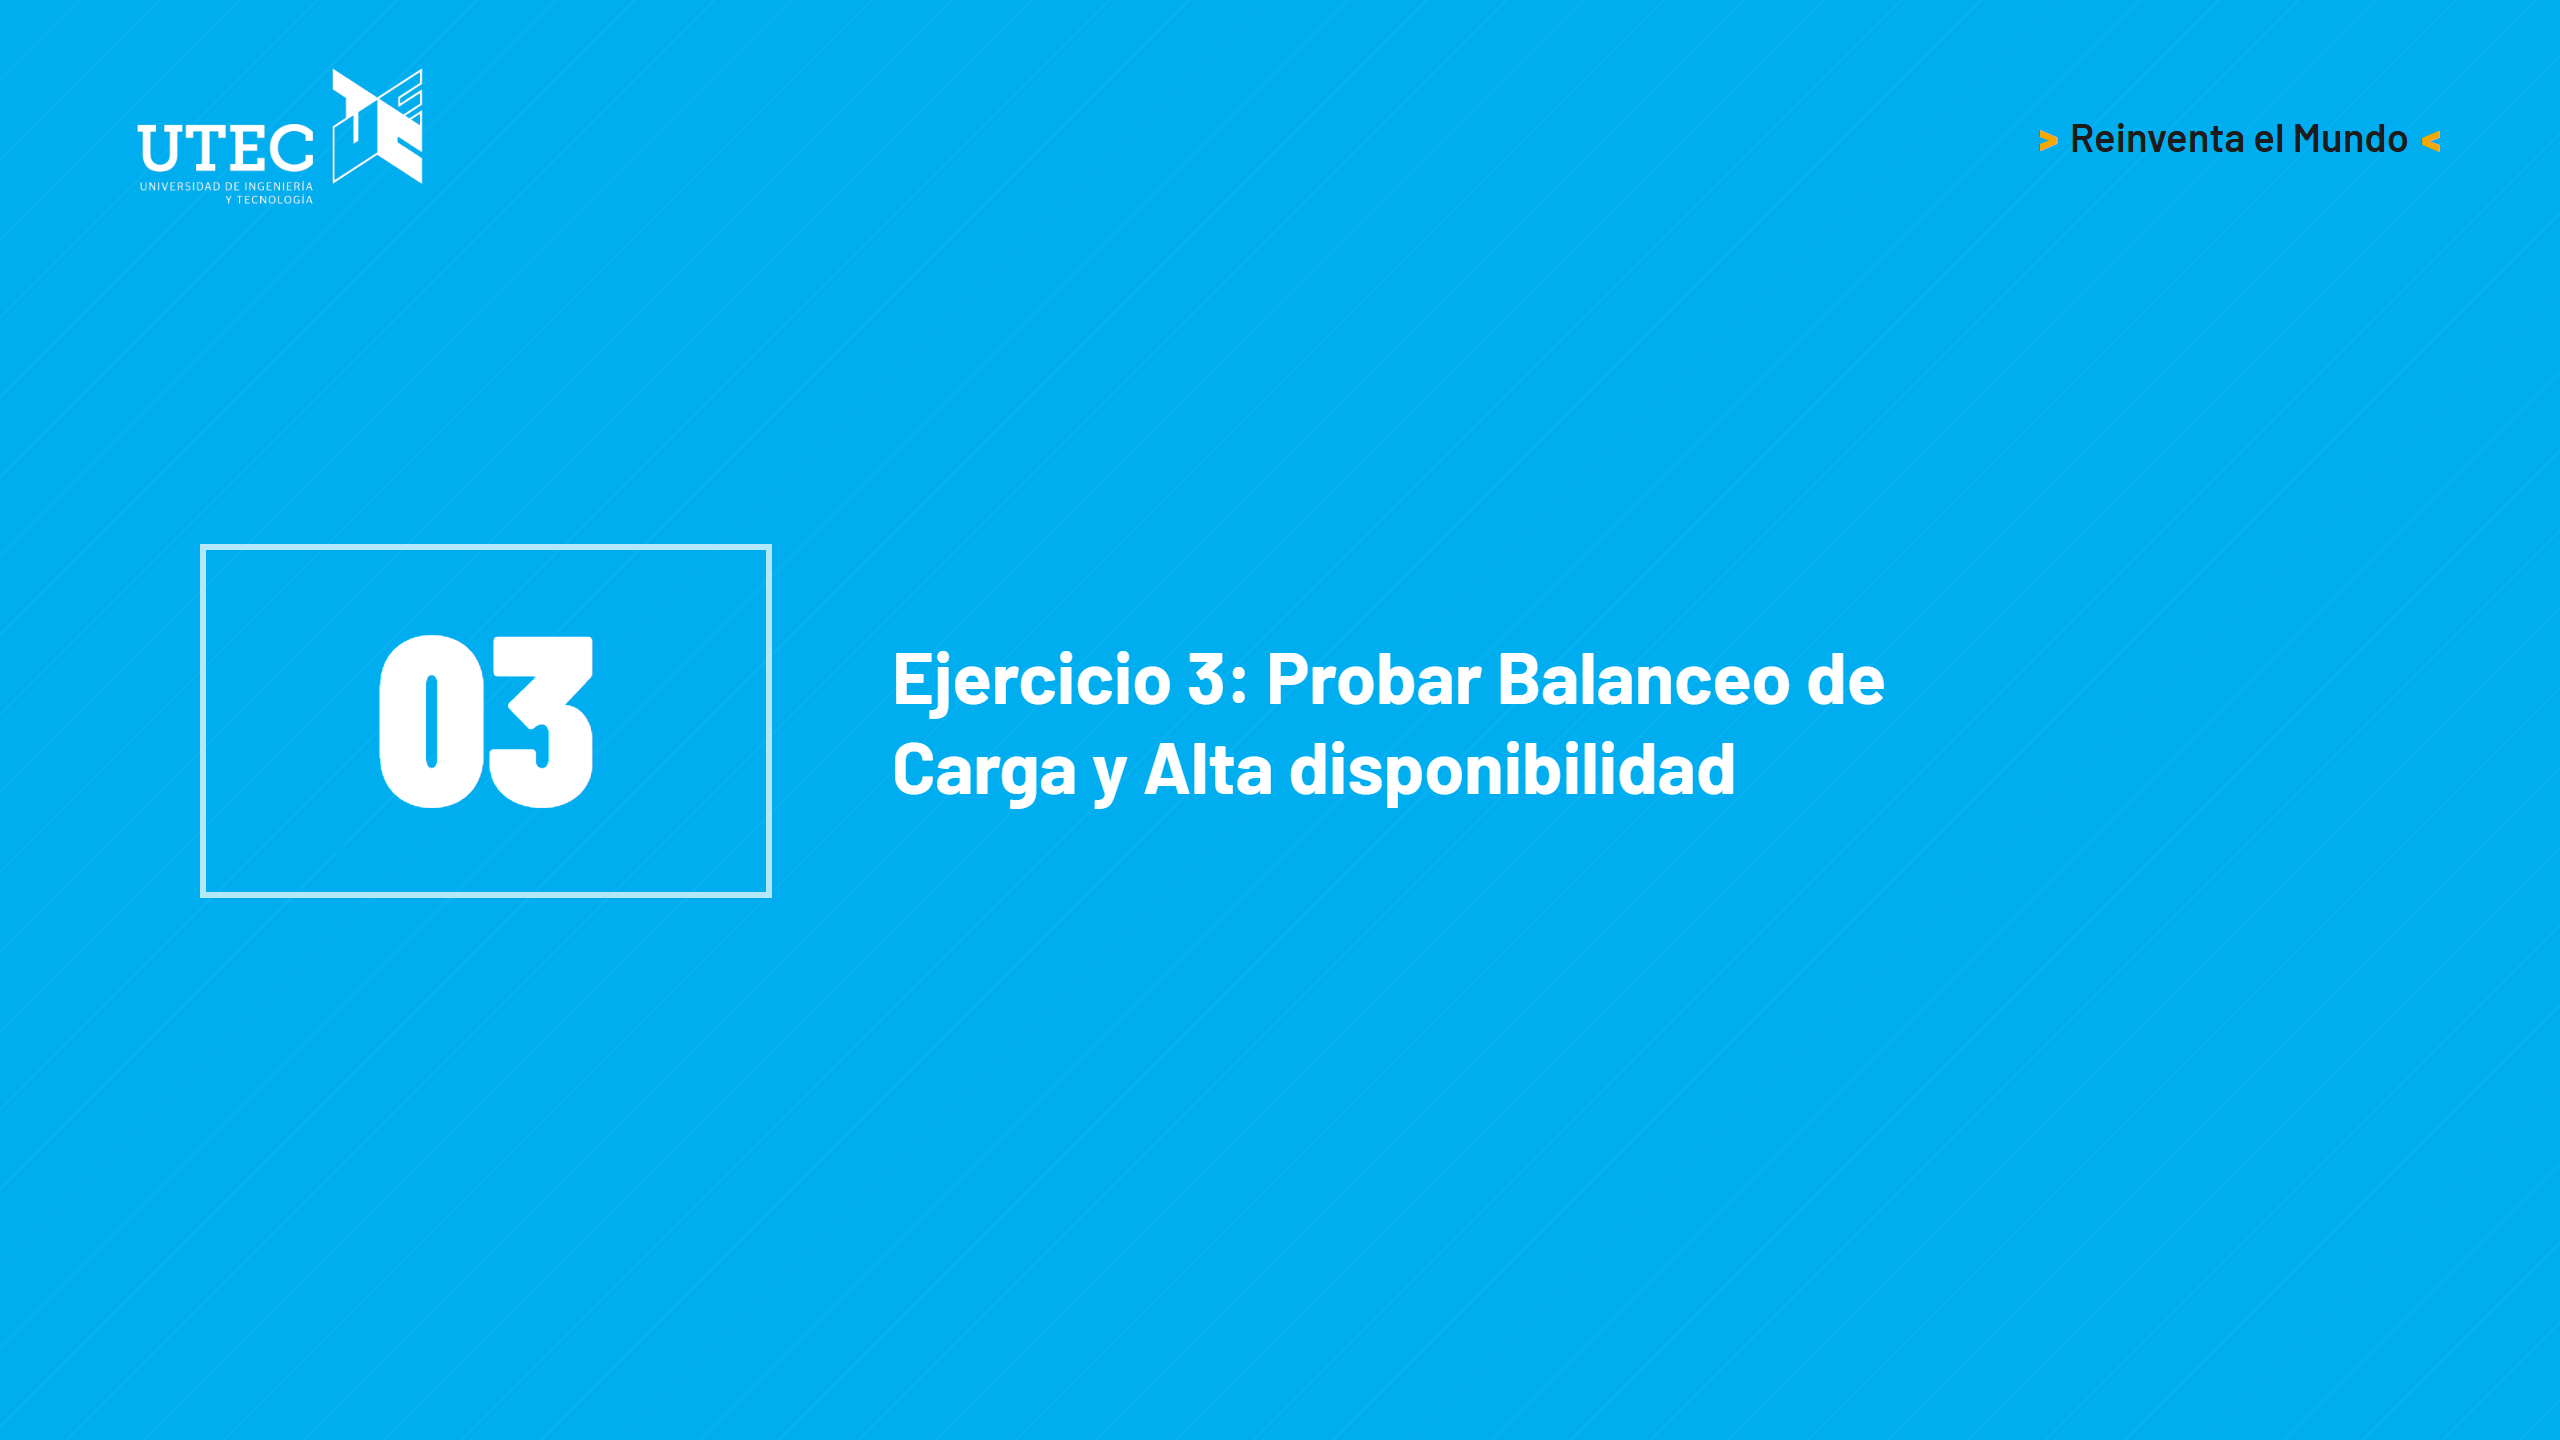 UTEC
UNIVERSIDAD DE INGENIERÍA
Y TECNOLOGÍA
> Reinventa el Mundo <
03
Ejercicio 3: Probar Balanceo de
Carga y Alta disponibilidad